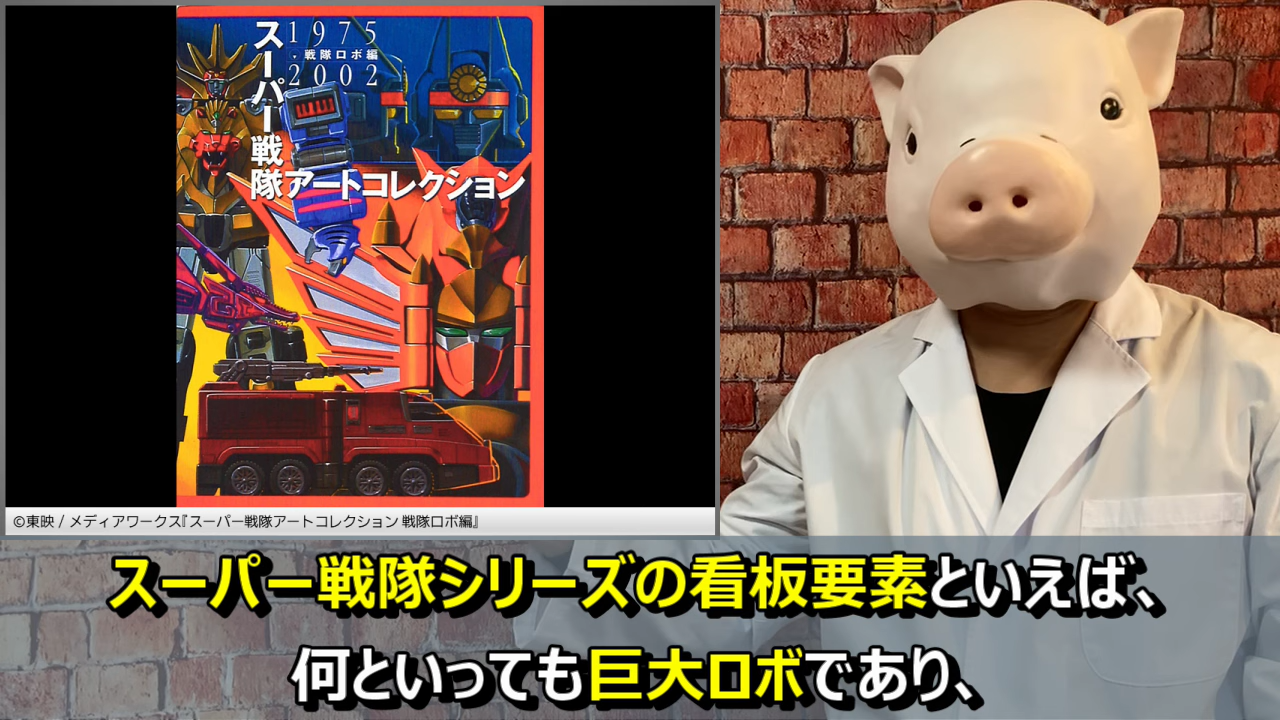 1975
・戦隊ロボ編
2002
スーパー戦隊アートコレクション
©東映 / メディアワークス『スーパー戦隊アートコレクション 戦隊ロボ編』
スーパー戦隊シリーズの看板要素といえば、
何といっても巨大ロボであり、